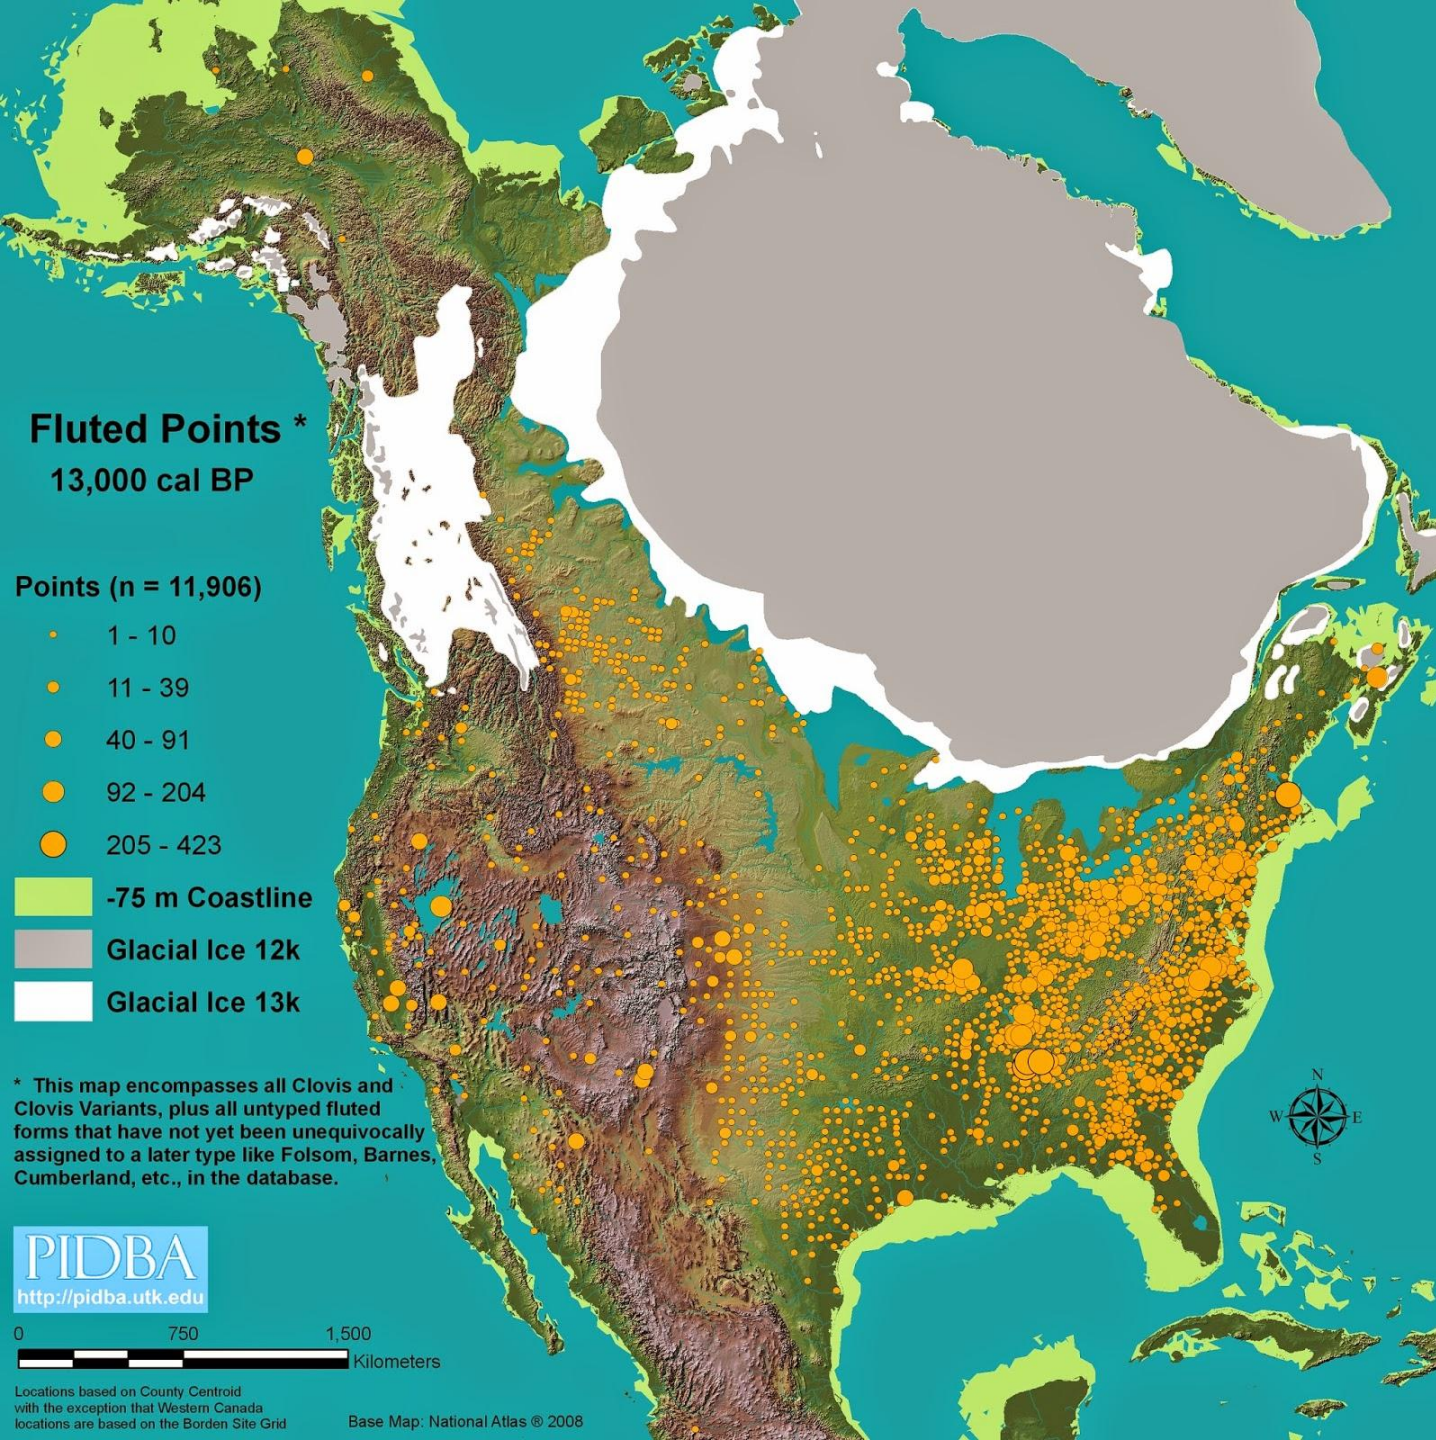 Fluted Points *
13,000 cal BP
Points (n = 11,906)
1 - 10
11 - 39
40 - 91
92 - 204
205 - 423
-75 m Coastline
Glacial Ice 12k
Glacial Ice 13k
* This map encompasses all Clovis and
Clovis Variants, plus all untyped fluted
forms that have not yet been unequivocally
assigned to a later type like Folsom, Barnes,
Cumberland, etc., in the database.
N
W E
S
PIDBA
http://pidba.utk.edu
0 750 1,500
Kilometers
Locations based on County Centroid
with the exception that Western Canada
locations are based on the Borden Site Grid
Base Map: National Atlas ® 2008